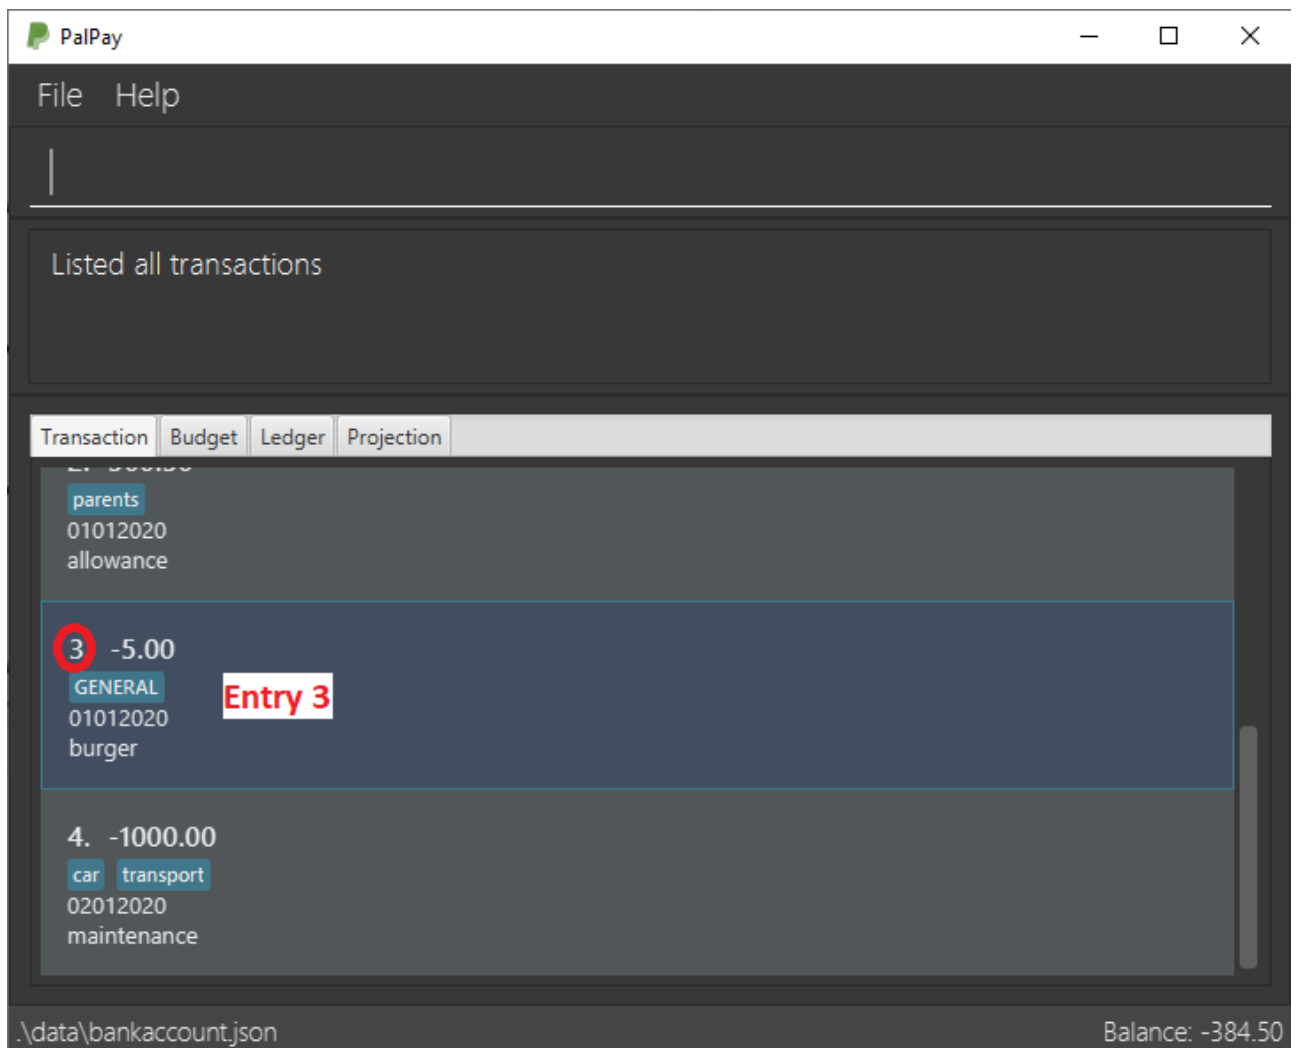 PalPay
File Help
Listed all transactions
Transaction Budget Ledger Projection
parents
01012020
allowance
3 -5.00
GENERAL
Entry 3
01012020
burger
4. -1000.00
car transport
02012020
maintenance
.\data\bankaccount.json Balance: -384.50